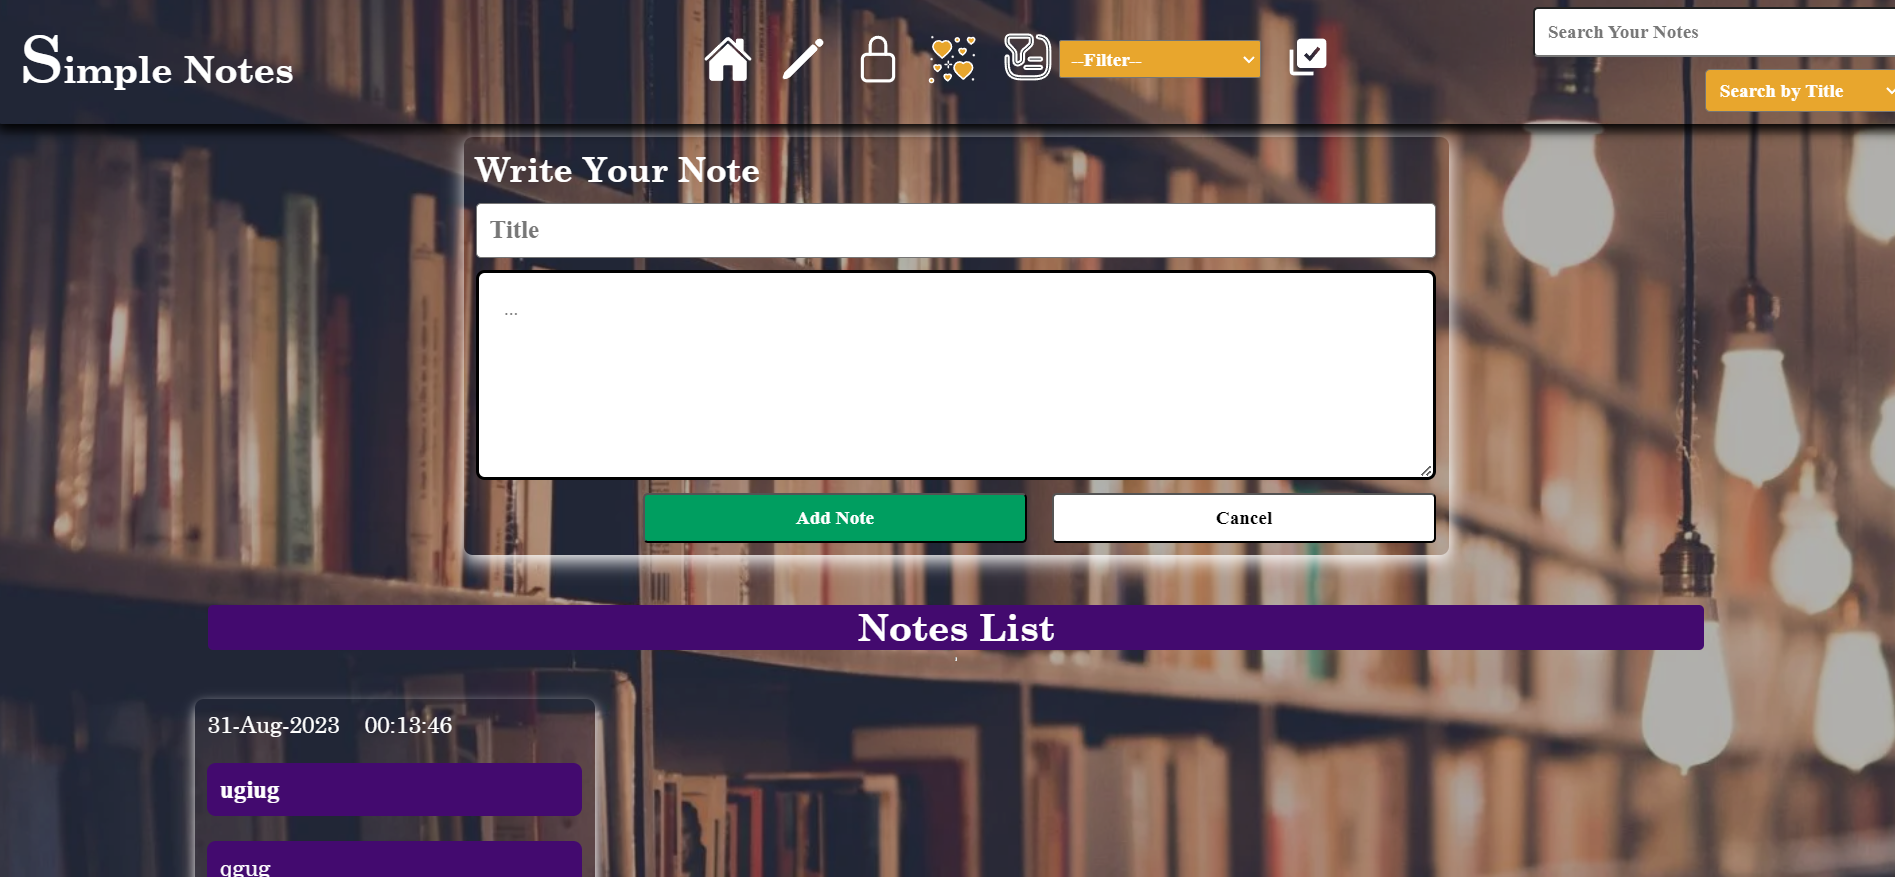 Simple Notes
--Filter--
Search Your Notes
Search by Title
Write Your Note
Title
...
Add Note
Cancel
Notes List
31-Aug-2023 00:13:46
ugiug
qgug